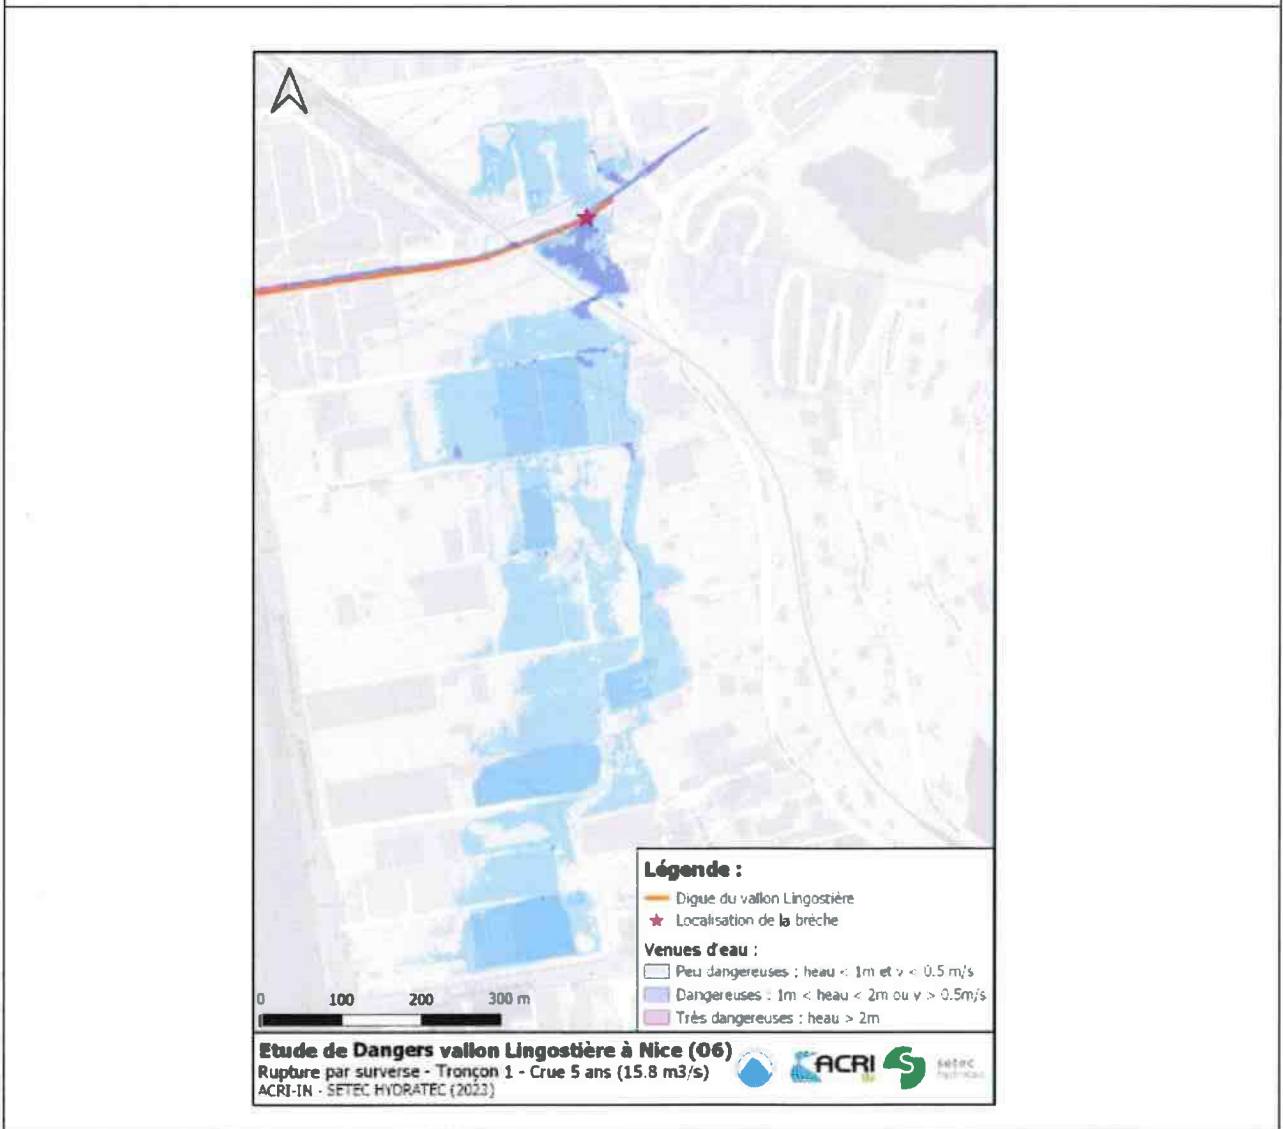 Légende :
Digue du vallon Lingostière
Localisation de la brèche
Venues d'eau :
Peu dangereuses : heau < 1m et v < 0.5 m/s
Dangereuses : 1m < heau < 2m ou v > 0.5m/s
Très dangereuses : heau > 2m
0 100 200 300 m
Etude de Dangers vallon Lingostière à Nice (06)
Rupture par surverse - Tronçon 1 - Crue 5 ans (15.8 m3/s)
ACRI-IN - SETEC HYDRATEC (2023)
ACRI
setec